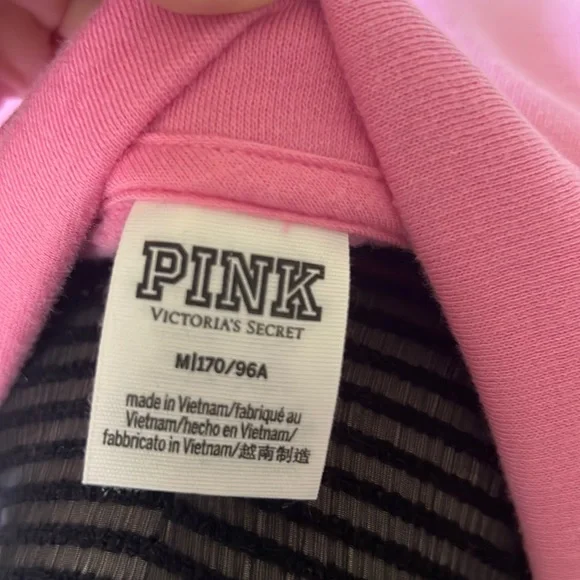 PINK
VICTORIA'S SECRET
M|170/96A
made in Vietnam/fabriqué au
Vietnam/hecho en Vietnam/
fabbricato in Vietnam/越南制造